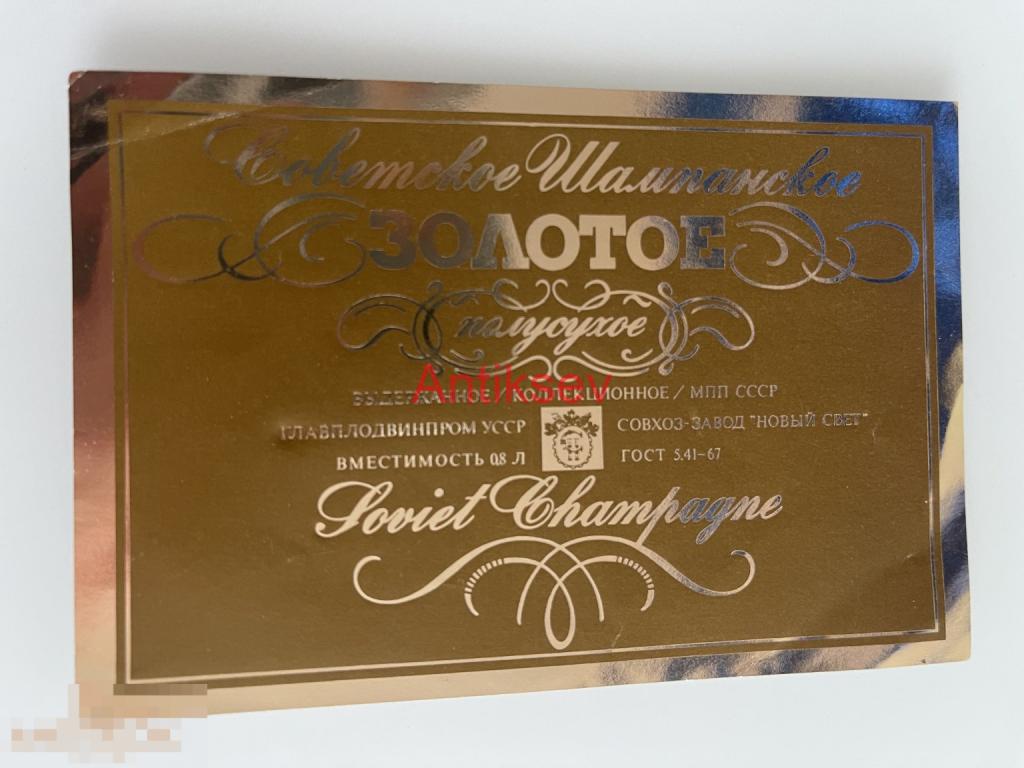 Советское Шампанское
ЗОЛОТОЕ
полусухое
ВЫДЕРЖАННОЕ / КОЛЛЕКЦИОННОЕ / МПП СССР
ГЛАВПЛОДВИНПРОМ УССР
СОВХОЗ-ЗАВОД "НОВЫЙ СВЕТ"
ВМЕСТИМОСТЬ 0,8 Л
ГОСТ 5.41-67
Soviet Champagne
Antiksev